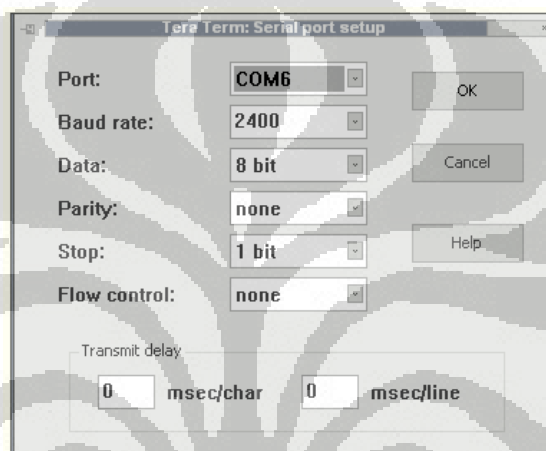 Tera Term: Serial port setup
Port: COM6 OK
Baud rate: 2400
Data: 8 bit Cancel
Parity: none
Stop: 1 bit Help
Flow control: none
Transmit delay
0 msec/char 0 msec/line